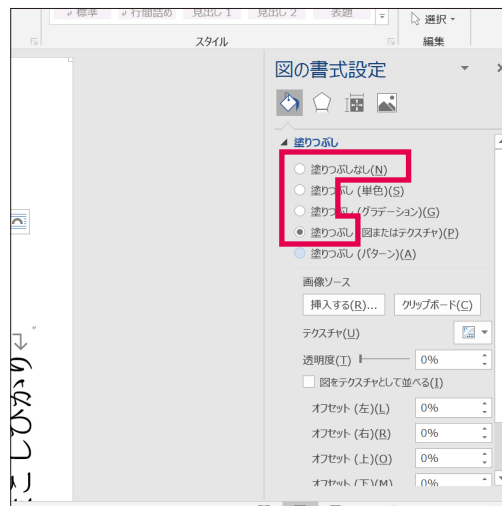 標準
行間詰め
見出し 1
見出し 2
表題
選択
スタイル
編集
図の書式設定
塗りつぶし
塗りつぶしなし(N)
塗りつぶし (単色)(S)
塗りつぶし (グラデーション)(G)
塗りつぶし (図またはテクスチャ)(P)
塗りつぶし (パターン)(A)
画像ソース
挿入する(R)...
クリップボード(C)
テクスチャ(U)
透明度(T) 0%
図をテクスチャとして並べる(I)
オフセット (左)(L) 0%
オフセット (右)(R) 0%
オフセット (上)(O) 0%
オフセット (下)(M) 0%